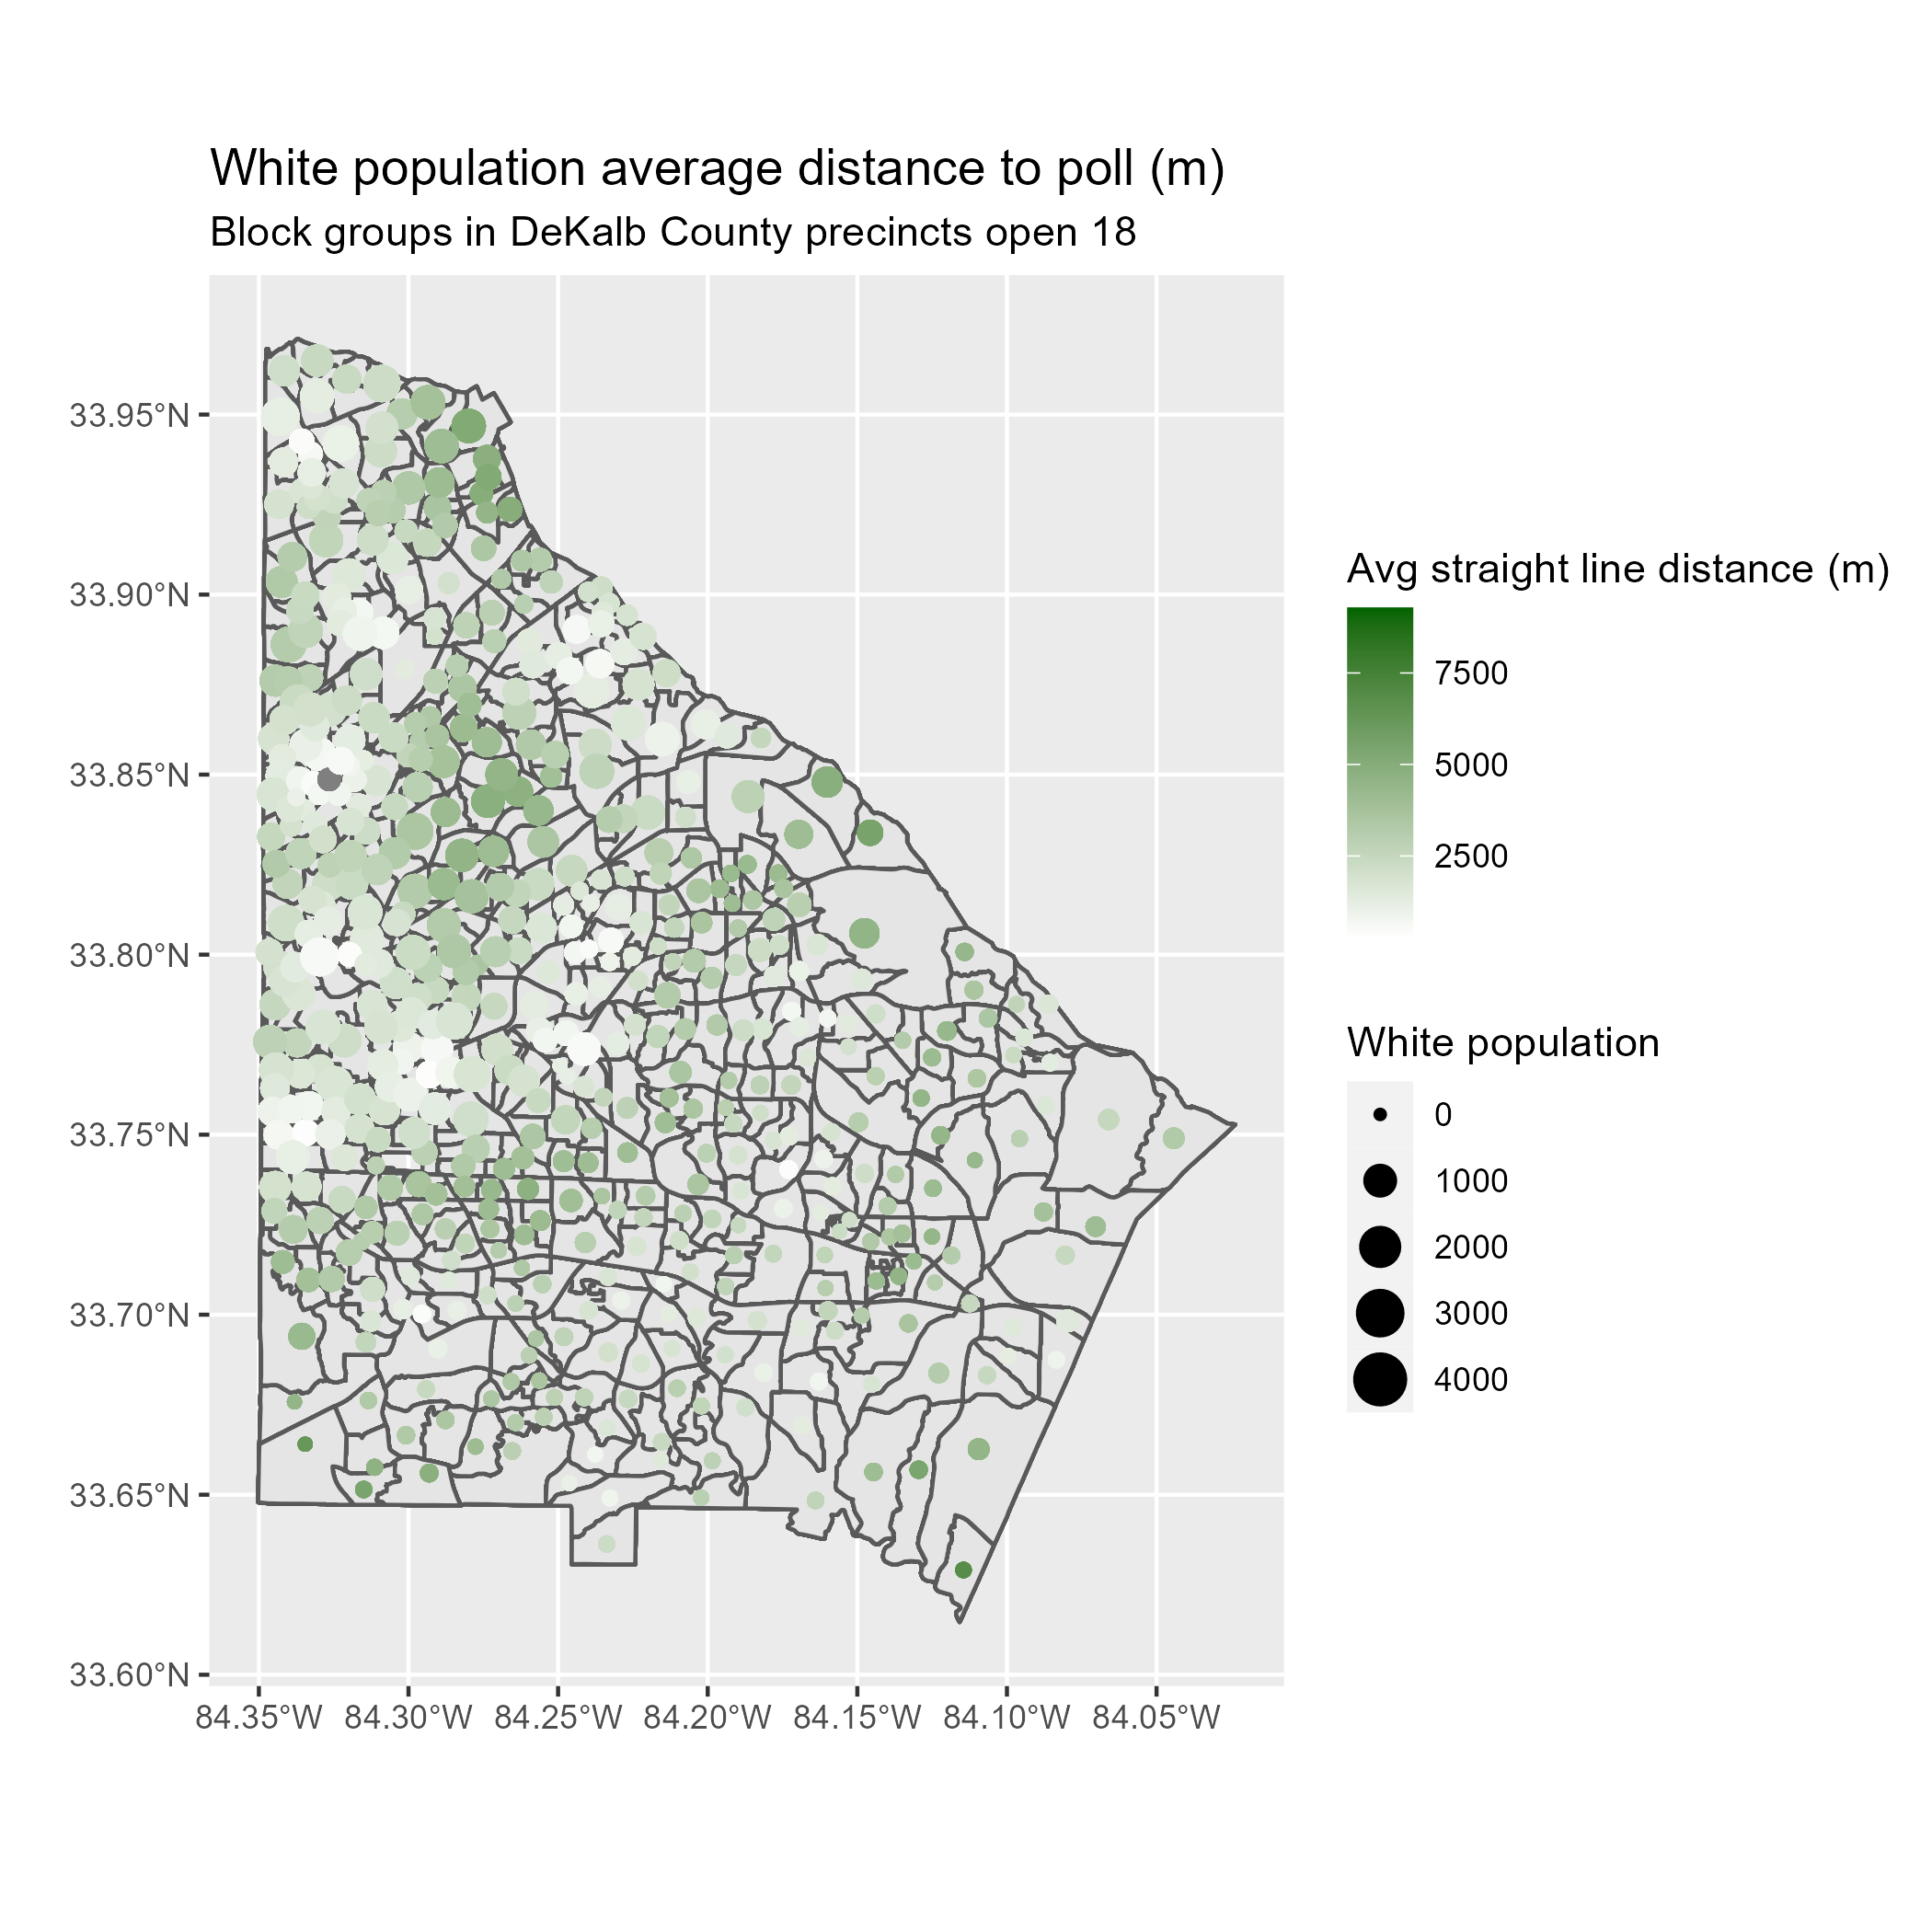 White population average distance to poll (m)
Block groups in DeKalb County precincts open 18
33.95°N
33.90°N
33.85°N
33.80°N
33.75°N
33.70°N
33.65°N
33.60°N
84.35°W 84.30°W 84.25°W 84.20°W 84.15°W 84.10°W 84.05°W
Avg straight line distance (m)
7500
5000
2500
White population
0
1000
2000
3000
4000